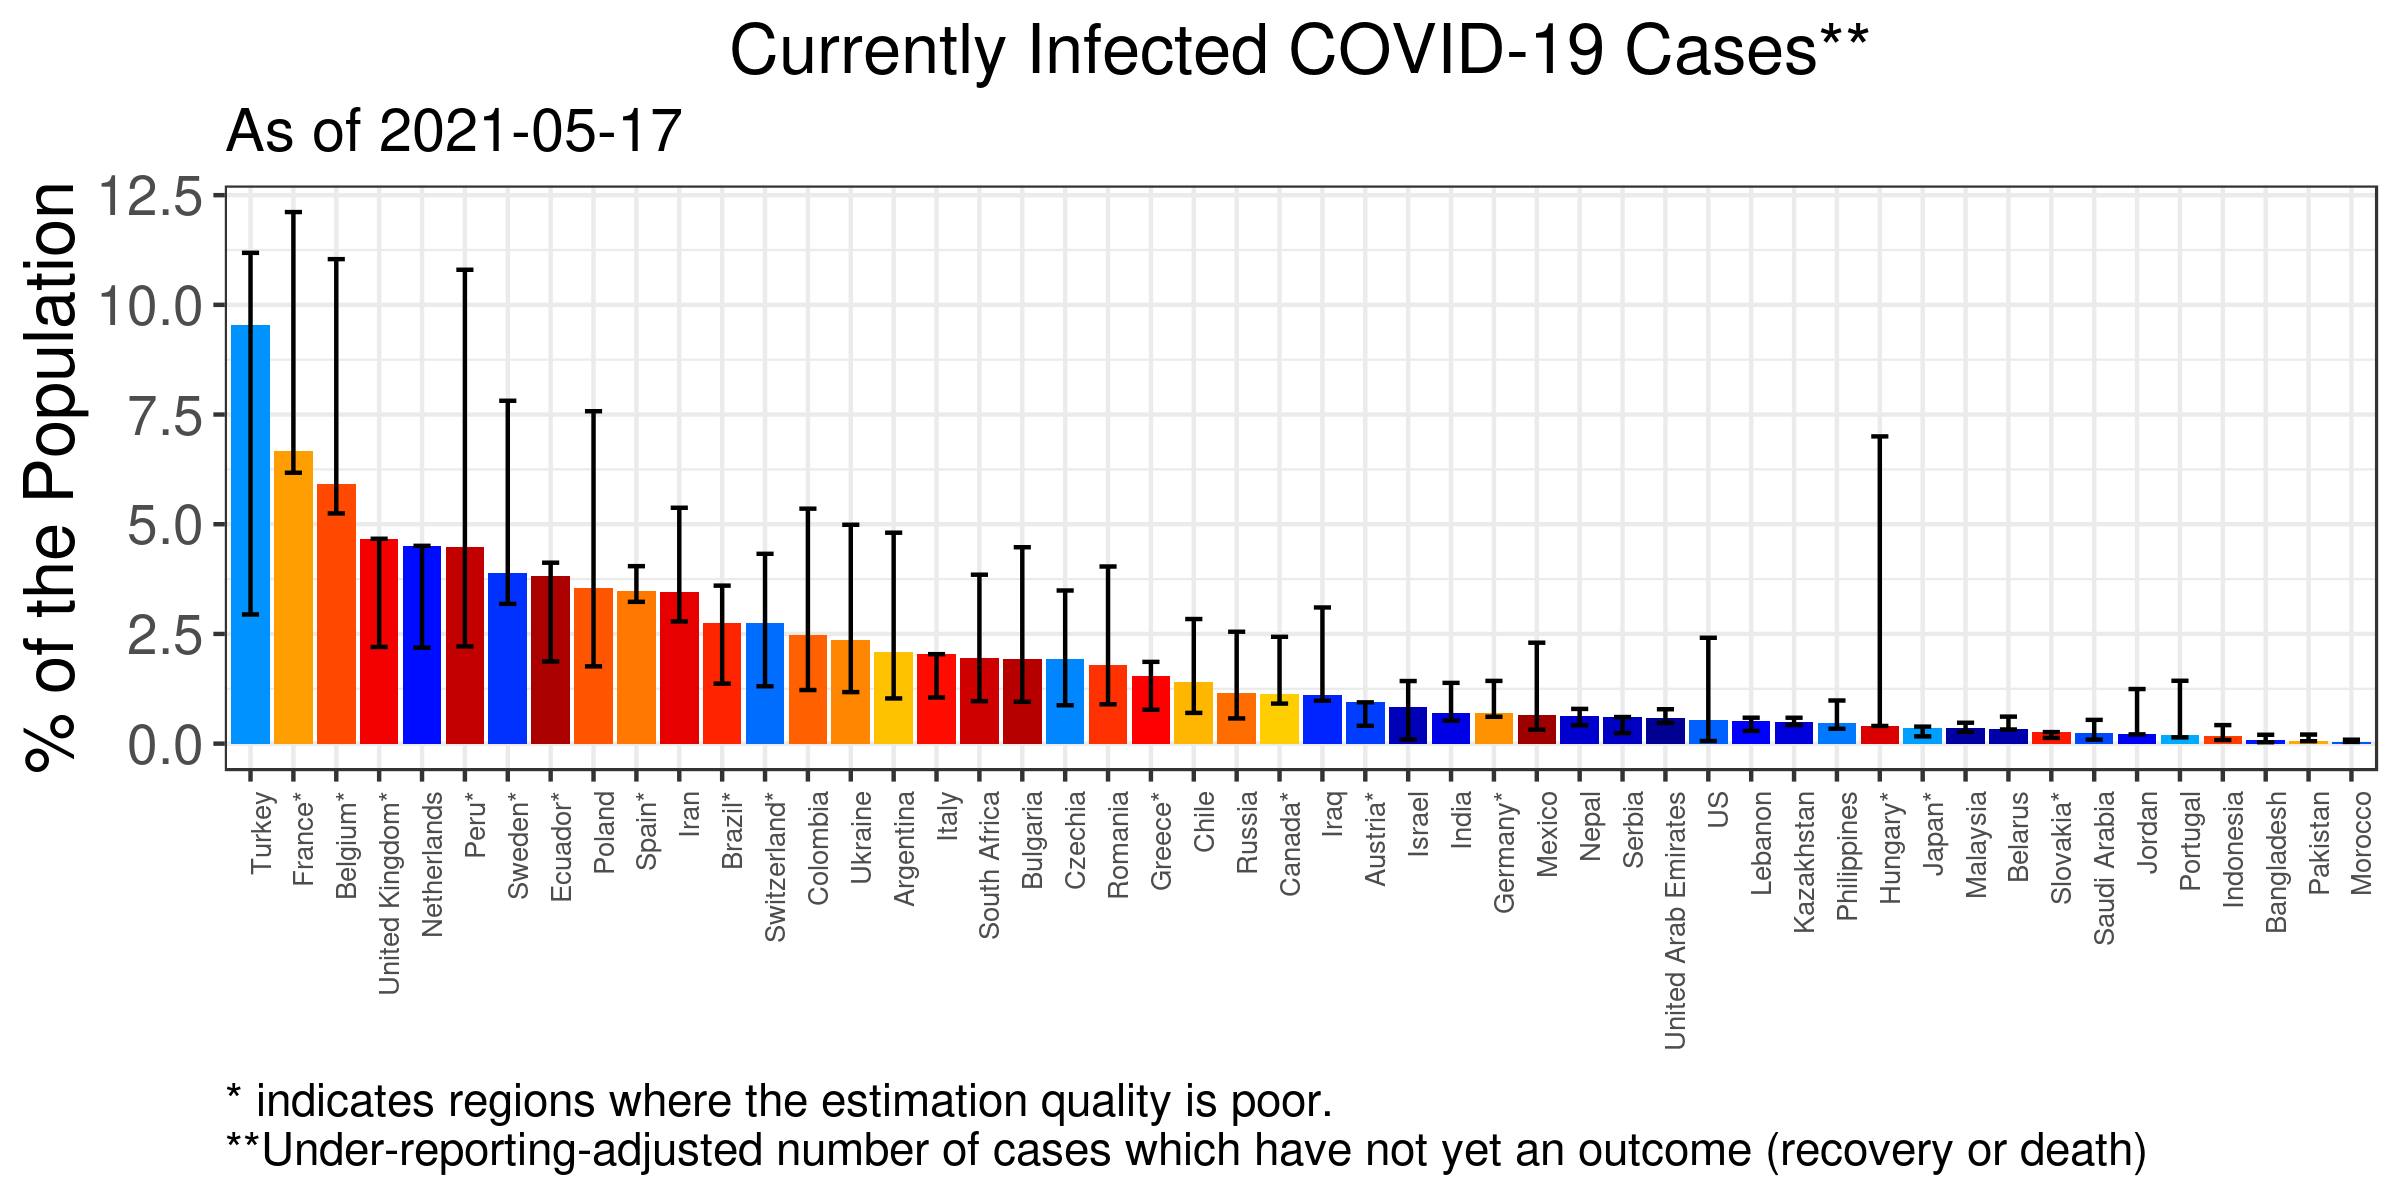 Currently Infected COVID-19 Cases**
As of 2021-05-17
% of the Population
12.5
10.0
7.5
5.0
2.5
0.0
Turkey
France*
Belgium*
United Kingdom*
Netherlands
Peru*
Sweden*
Ecuador*
Poland
Spain*
Iran
Brazil*
Switzerland*
Colombia
Ukraine
Argentina
Italy
South Africa
Bulgaria
Czechia
Romania
Greece*
Chile
Russia
Canada*
Iraq
Austria*
Israel
India
Germany*
Mexico
Nepal
Serbia
United Arab Emirates
US
Lebanon
Kazakhstan
Philippines
Hungary*
Japan*
Malaysia
Belarus
Slovakia*
Saudi Arabia
Jordan
Portugal
Indonesia
Bangladesh
Pakistan
Morocco
* indicates regions where the estimation quality is poor.
**Under-reporting-adjusted number of cases which have not yet an outcome (recovery or death)